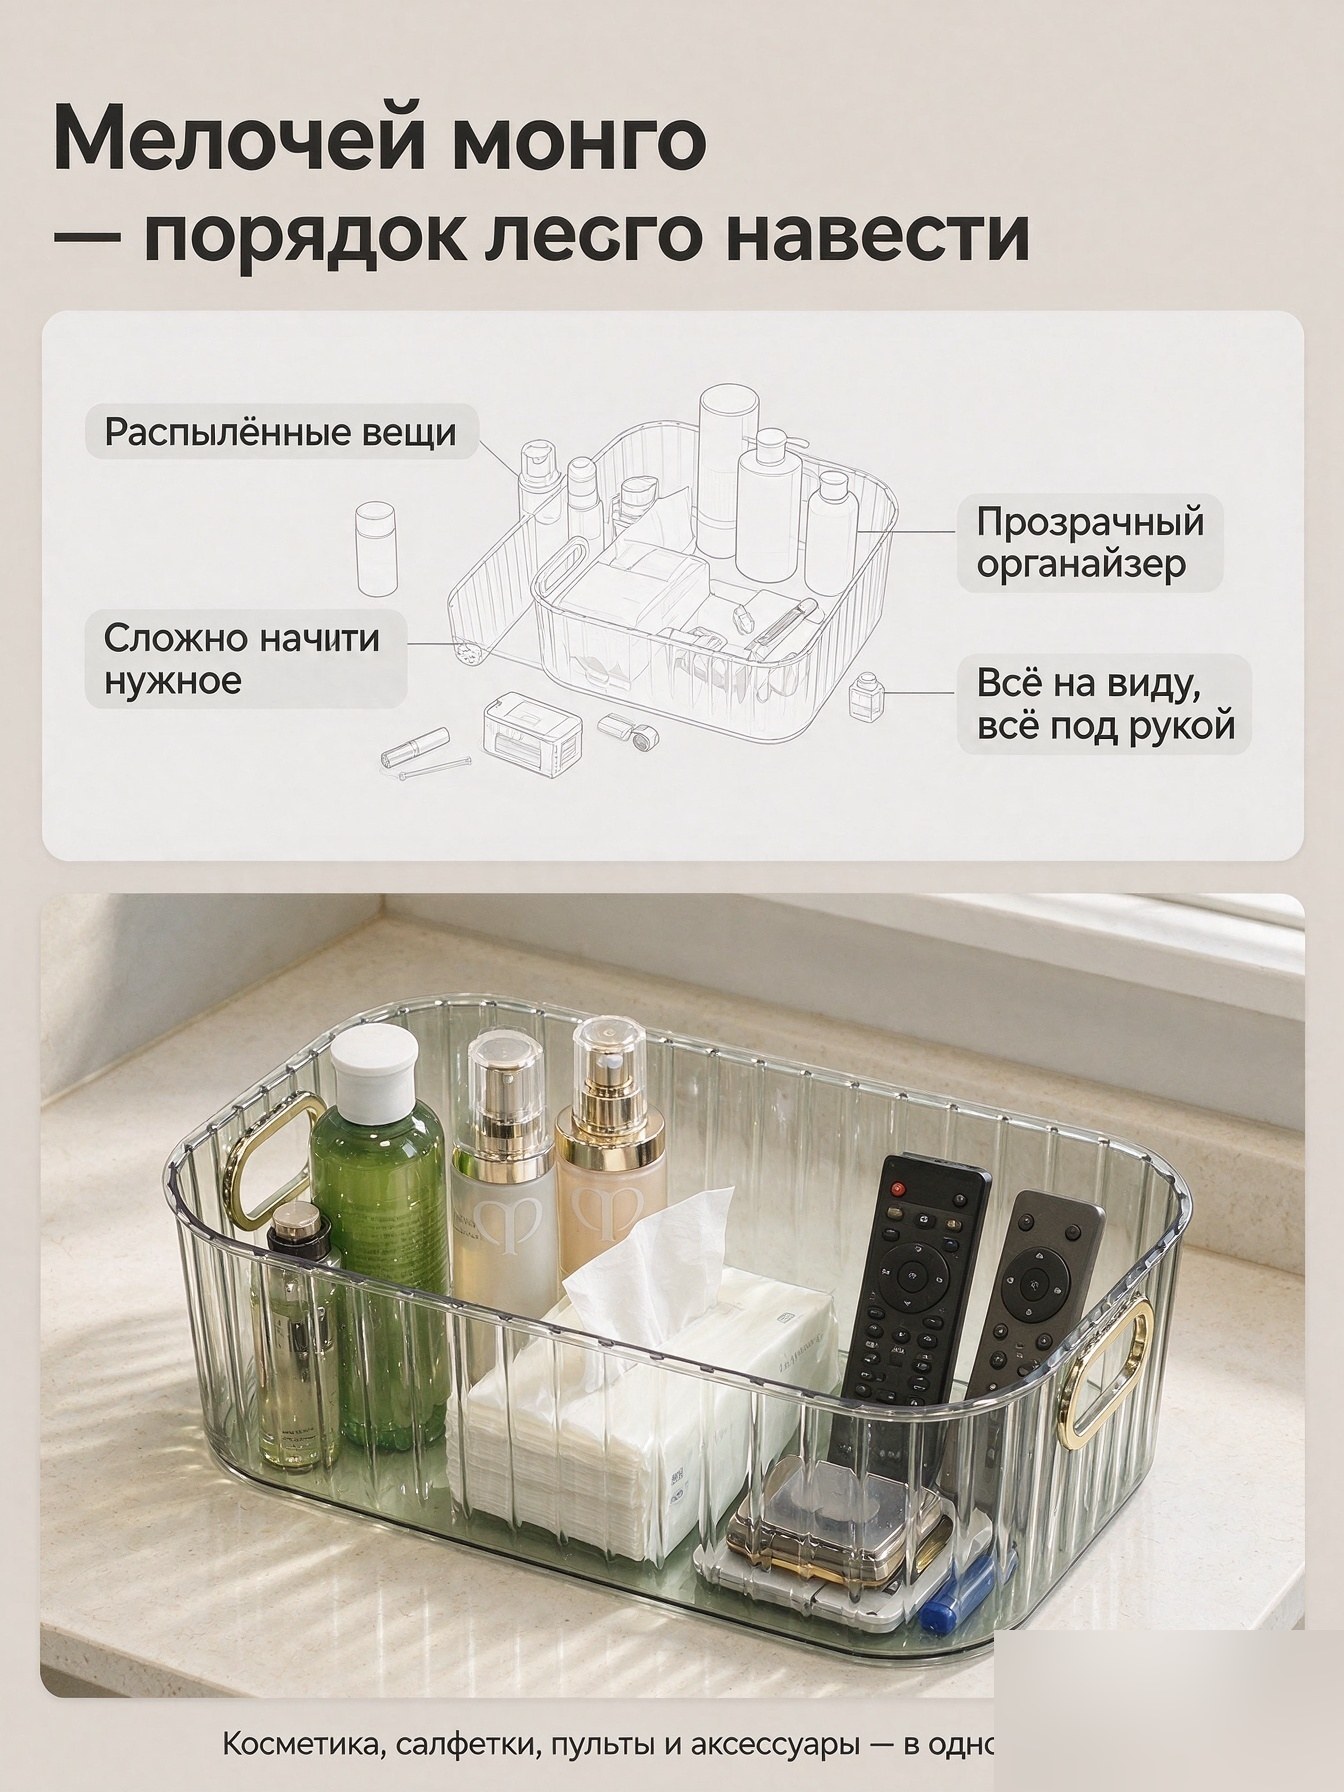 Мелочей монго
— порядок лесго навести
Распылённые вещи
Сложно начити
нужное
Прозрачный
органайзер
Всё на виду,
всё под рукой
Косметика, салфетки, пульты и аксессуары — в одно